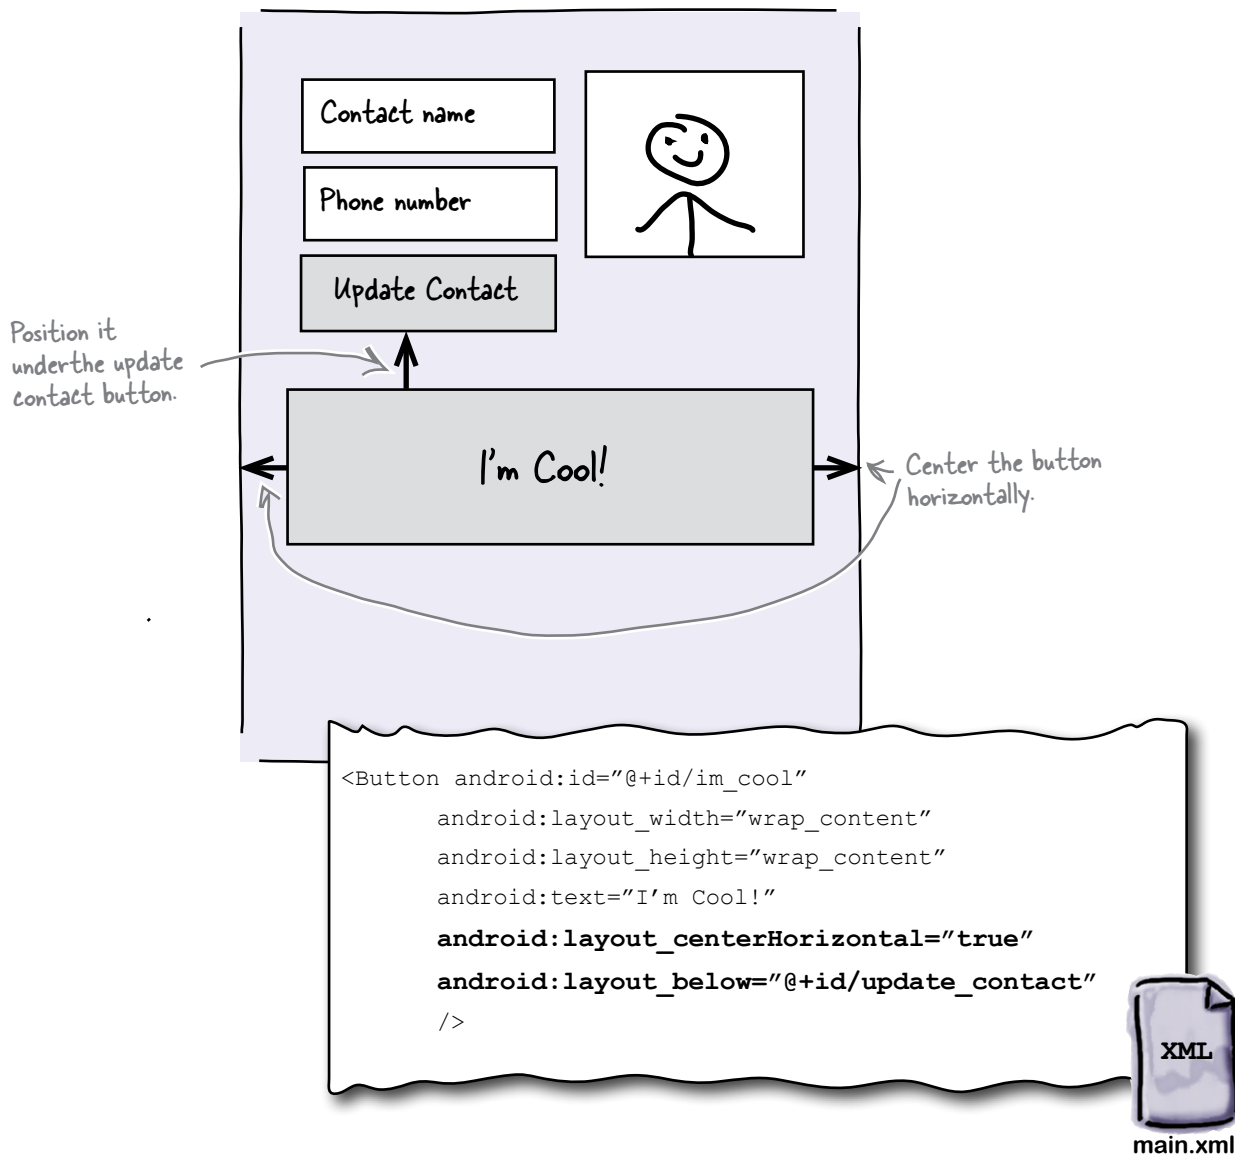 Contact name
Phone number
Update Contact
Position it
underthe update
contact button.
I'm Cool!
Center the button
horizontally.
<Button android:id=”@+id/im_cool”
android:layout_width=”wrap_content”
android:layout_height=”wrap_content”
android:text=”I’m Cool!”
android:layout_centerHorizontal=”true”
android:layout_below=”@+id/update_contact”
/>
XML
main.xml